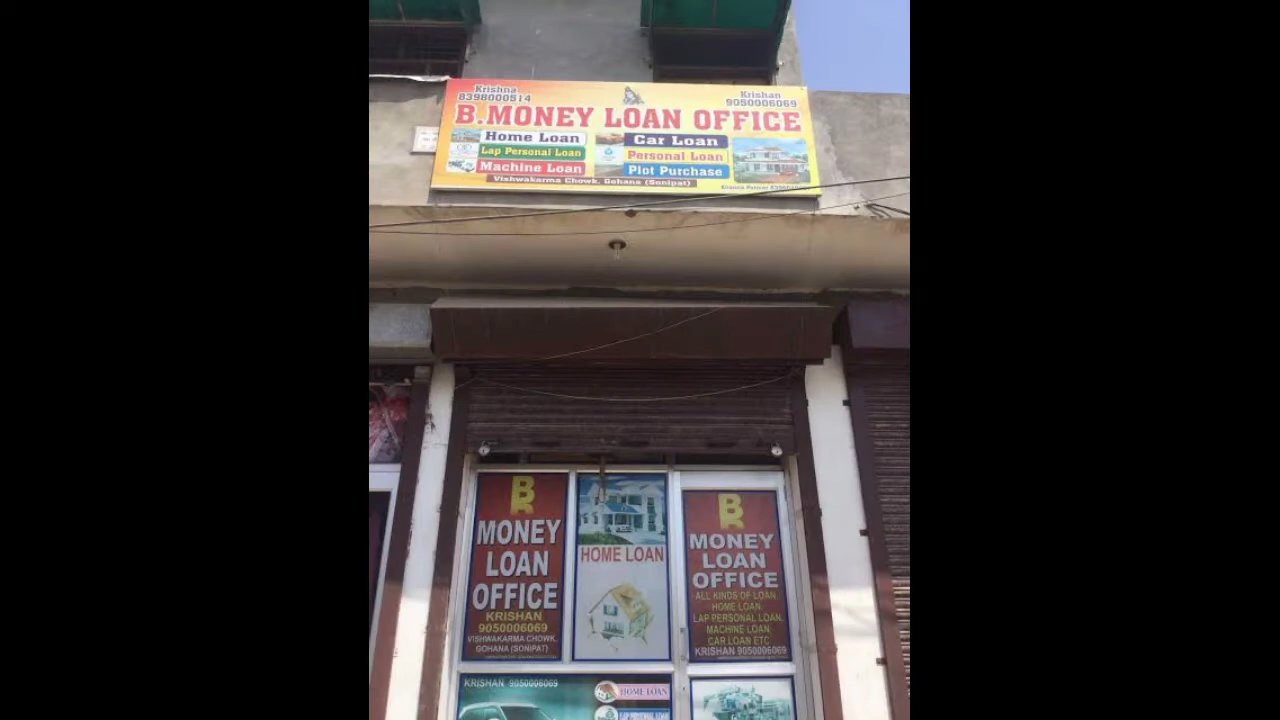 Krishna
8398000514
Krishan
9050006069
B.MONEY LOAN OFFICE
Home Loan
Car Loan
Lap Personal Loan
Personal Loan
Machine Loan
Plot Purchase
Vishwakarma Chowk, Gohana (Sonipat)
B
MONEY
LOAN
OFFICE
KRISHAN
9050006069
VISHWAKARMA CHOWK,
GOHANA (SONIPAT)
HOME LOAN
B
MONEY
LOAN
OFFICE
ALL KINDS OF LOAN
HOME LOAN,
LAP PERSONAL LOAN,
MACHINE LOAN
CAR LOAN ETC
KRISHAN 9050006069
KRISHAN 9050006069
HOME LOAN
LAP PERSONAL LOAN